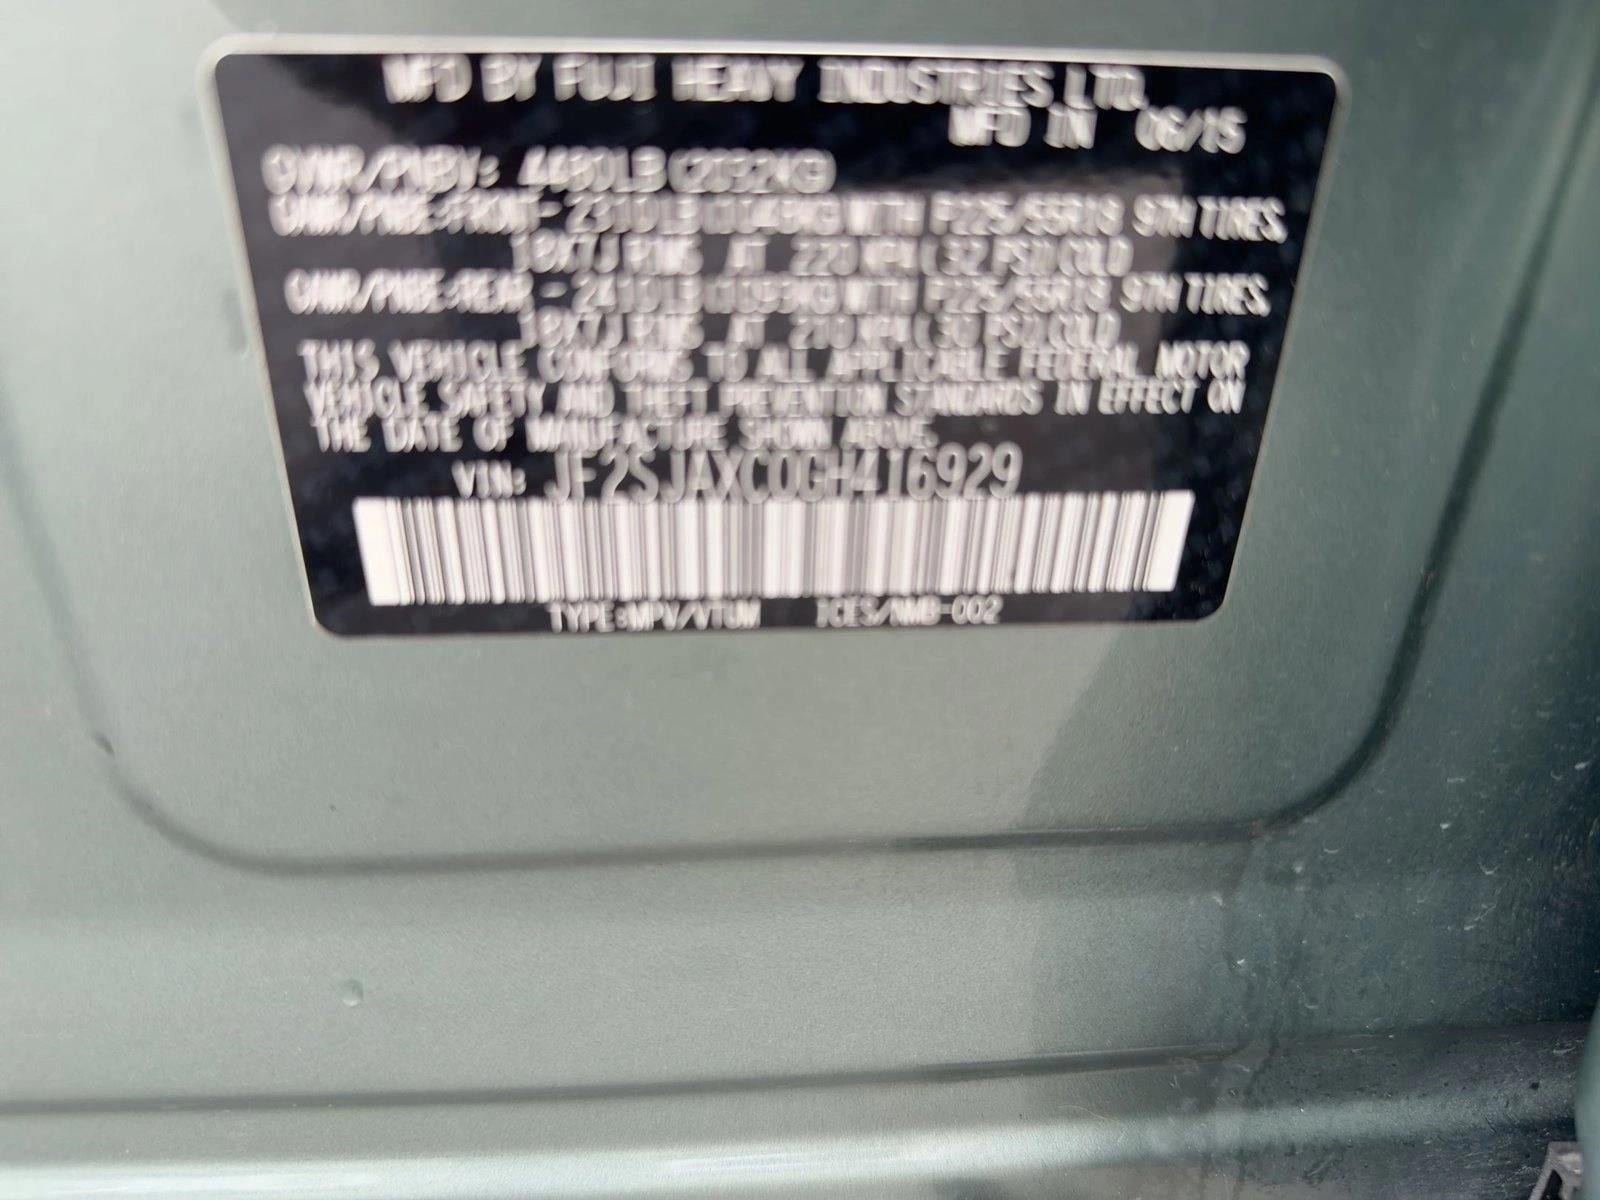 MFD BY FUJI HEAVY INDUSTRIES LTD.
MFD IN 06/15
GVWR/PNBV: 4480LB (2032KG)
GAWR/PNBE:FRONT- 2310LB (1048KG) WITH P225/55R18 97H TIRES,
18X7J RIMS AT 220 KPA ( 32 PSI) COLD
GAWR/PNBE:REAR - 2410LB (1093KG) WITH P225/55R18 97H TIRES,
18X7J RIMS AT 210 KPA ( 30 PSI) COLD
THIS VEHICLE CONFORMS TO ALL APPLICABLE FEDERAL MOTOR
VEHICLE SAFETY AND THEFT PREVENTION STANDARDS IN EFFECT ON
THE DATE OF MANUFACTURE SHOWN ABOVE.
VIN: JF2SJAXC0GH416929
TYPE:MPV/VTUM ICES/NMB-002